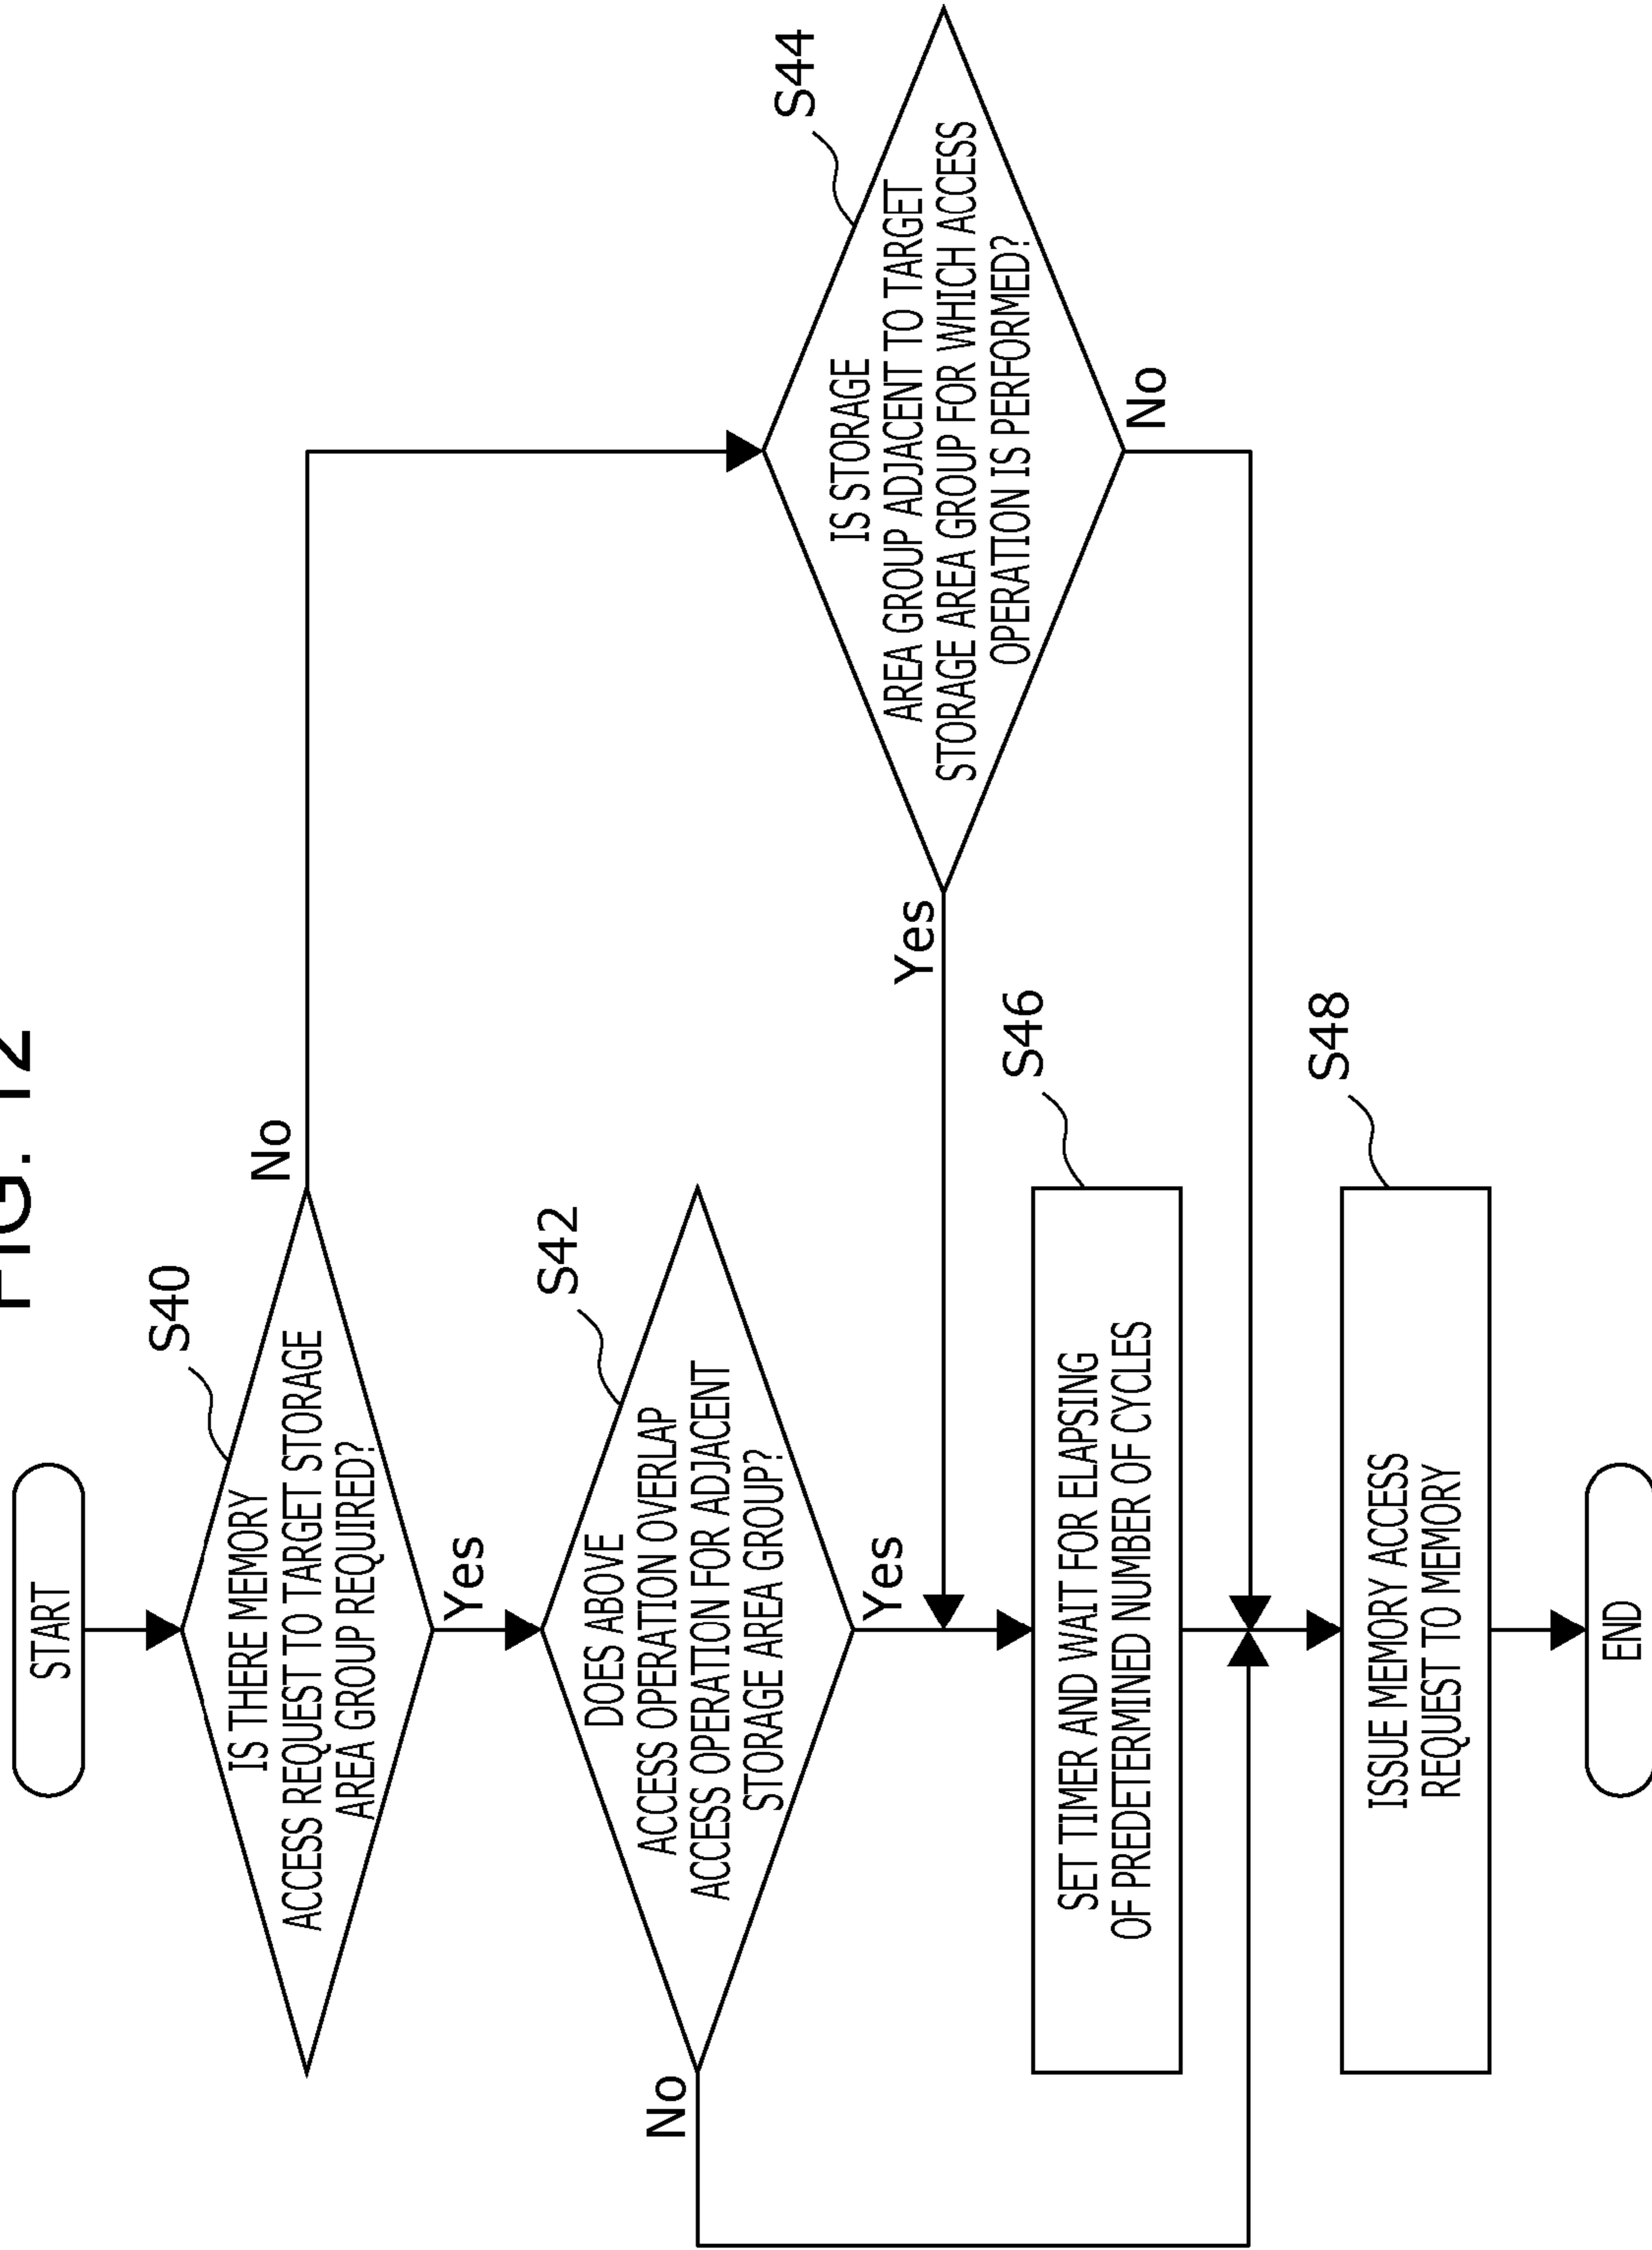 FIG. 12
START
S40
IS THERE MEMORY
ACCESS REQUEST TO TARGET STORAGE
AREA GROUP REQUIRED?
No
Yes
S42
DOES ABOVE
ACCESS OPERATION OVERLAP
ACCESS OPERATION FOR ADJACENT
STORAGE AREA GROUP?
No
Yes
S44
IS STORAGE
AREA GROUP ADJACENT TO TARGET
STORAGE AREA GROUP FOR WHICH ACCESS
OPERATION IS PERFORMED?
Yes
No
S46
SET TIMER AND WAIT FOR ELAPSING
OF PREDETERMINED NUMBER OF CYCLES
S48
ISSUE MEMORY ACCESS
REQUEST TO MEMORY
END